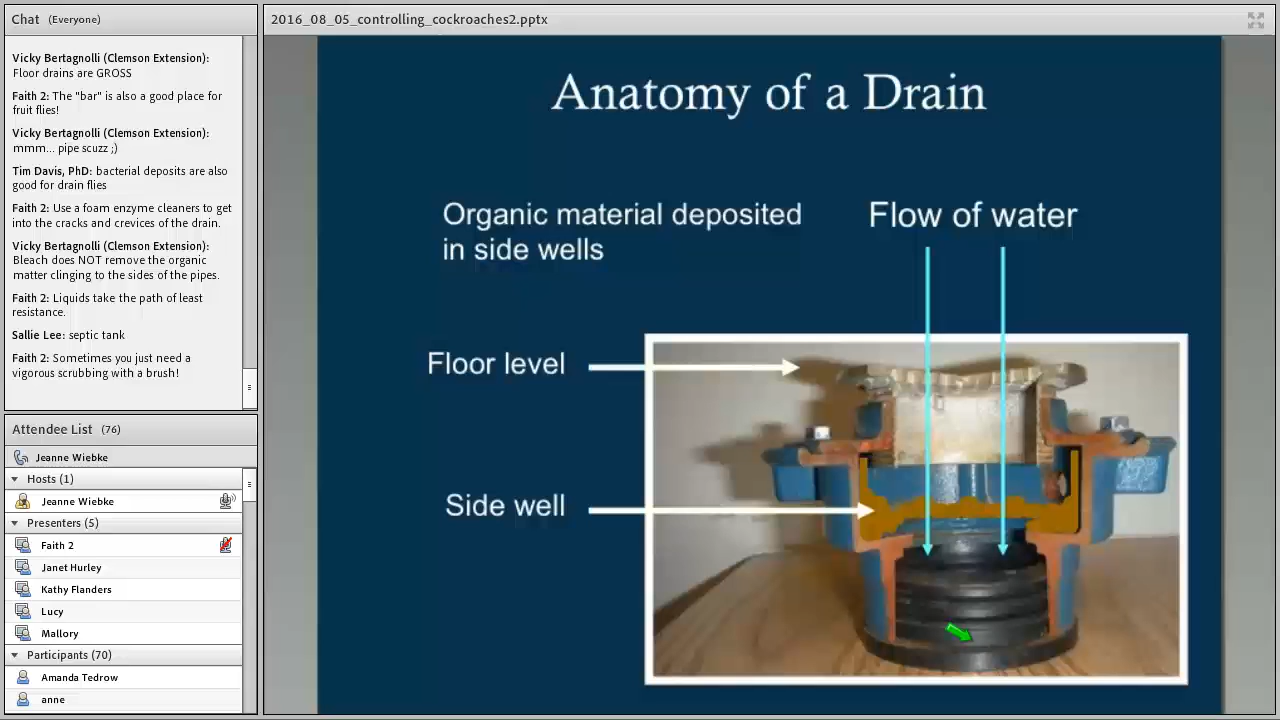 Chat (Everyone)
Vicky Bertagnolli (Clemson Extension):
Floor drains are GROSS
Faith 2: The "bar" is also a good place for
fruit flies!
Vicky Bertagnolli (Clemson Extension):
mmm... pipe scuzz ;)
Tim Davis, PhD: bacterial deposits are also
good for drain flies
Faith 2: Use a foam enzyme cleaners to get
into the cracks and crevices of the drain.
Vicky Bertagnolli (Clemson Extension):
Bleach does NOT remove the organic
matter clinging to the sides of the pipes.
Faith 2: Liquids take the path of least
resistance.
Sallie Lee: septic tank
Faith 2: Sometimes you just need a
vigorous scrubbing with a brush!
Attendee List (76)
Jeanne Wiebke
Hosts (1)
Jeanne Wiebke
Presenters (5)
Faith 2
Janet Hurley
Kathy Flanders
Lucy
Mallory
Participants (70)
Amanda Tedrow
anne
2016_08_05_controlling_cockroaches2.pptx
Anatomy of a Drain
Organic material deposited
in side wells
Flow of water
Floor level
Side well